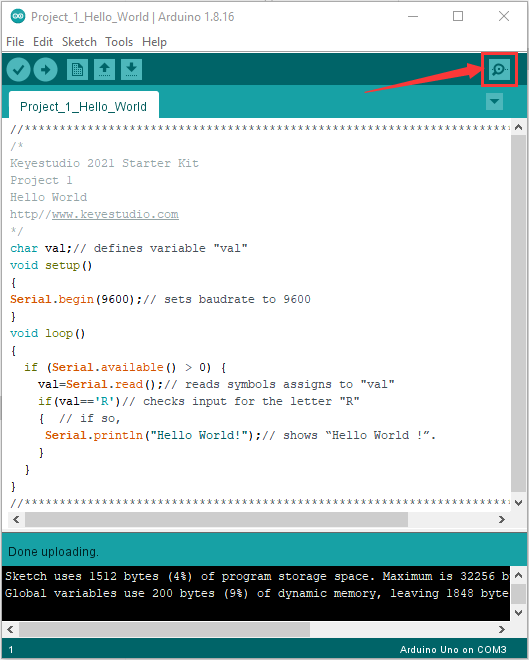 Project_1_Hello_World | Arduino 1.8.16
File Edit Sketch Tools Help
Project_1_Hello_World
//**********************************************************************
/*
Keyestudio 2021 Starter Kit
Project 1
Hello World
http//www.keyestudio.com
*/
char val;// defines variable "val"
void setup()
{
Serial.begin(9600);// sets baudrate to 9600
}
void loop()
{
if (Serial.available() > 0) {
val=Serial.read();// reads symbols assigns to "val"
if(val=='R')// checks input for the letter "R"
{ // if so,
Serial.println("Hello World!");// shows “Hello World !”.
}
}
}
//**********************************************************************
Done uploading.
Sketch uses 1512 bytes (4%) of program storage space. Maximum is 32256 b
Global variables use 200 bytes (9%) of dynamic memory, leaving 1848 byte
1
Arduino Uno on COM3